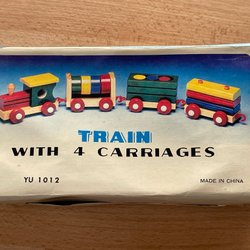 TRAIN
WITH 4 CARRIAGES
YU 1012
MADE IN CHINA